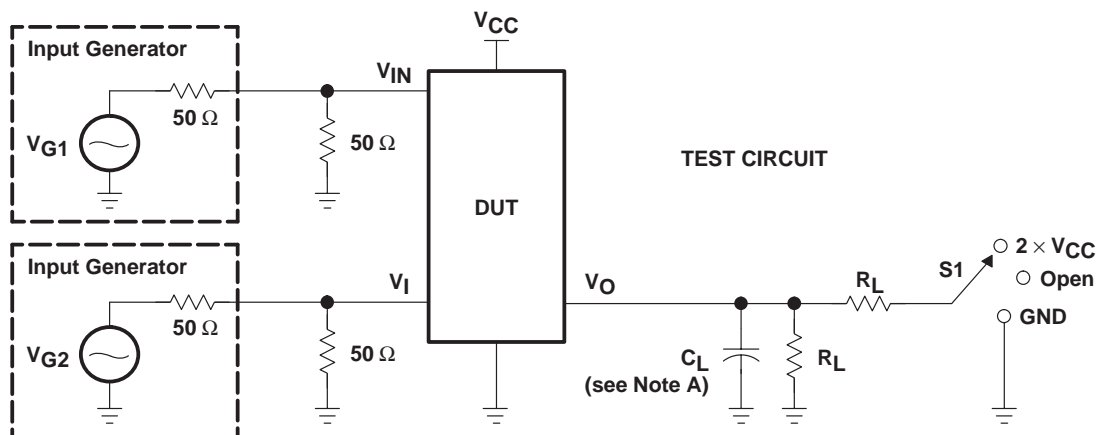 VCC
Input Generator
VIN
50 Ω
VG1
50 Ω
TEST CIRCUIT
DUT
Input Generator
VI
VO
50 Ω
VG2
50 Ω
CL
(see Note A)
RL
RL
S1
2 × VCC
Open
GND